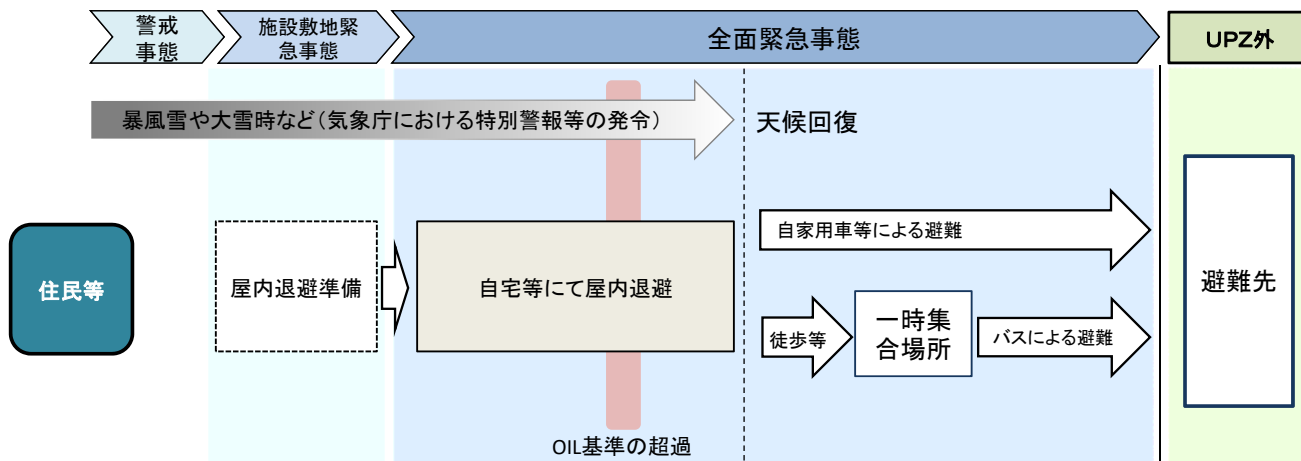 警戒
事態
施設敷地緊
急事態
全面緊急事態
UPZ外
暴風雪や大雪時など(気象庁における特別警報等の発令)
天候回復
住民等
屋内退避準備
自宅等にて屋内退避
自家用車等による避難
徒歩等
一時集
合場所
バスによる避難
避難先
OIL基準の超過